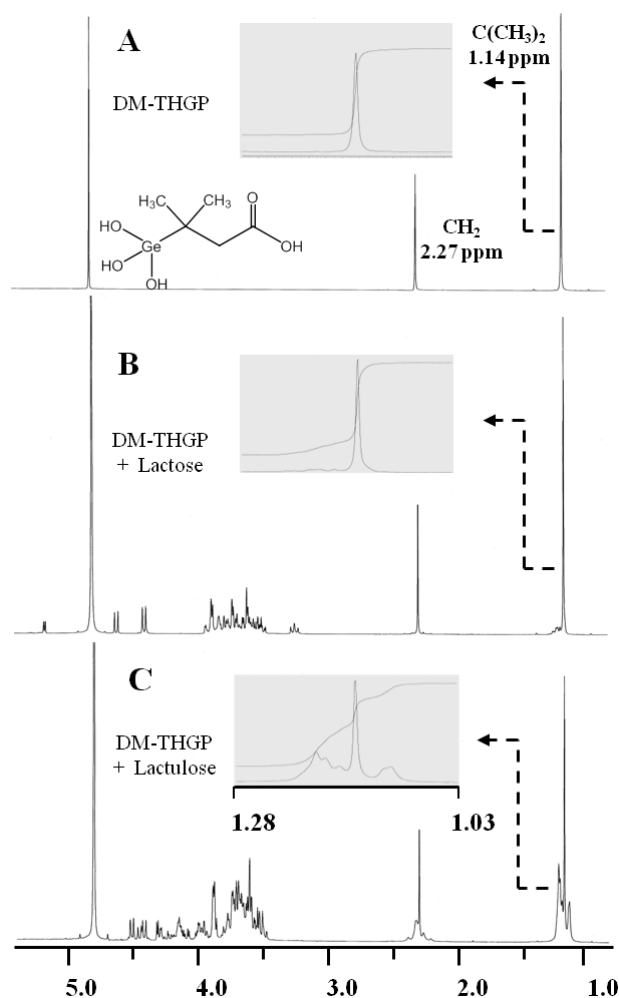 A
C(CH3)2
1.14 ppm
DM-THGP
H3C
CH3
O
HO
Ge
OH
HO
OH
CH2
2.27 ppm
B
DM-THGP
+ Lactose
C
DM-THGP
+ Lactulose
1.28
1.03
5.0
4.0
3.0
2.0
1.0